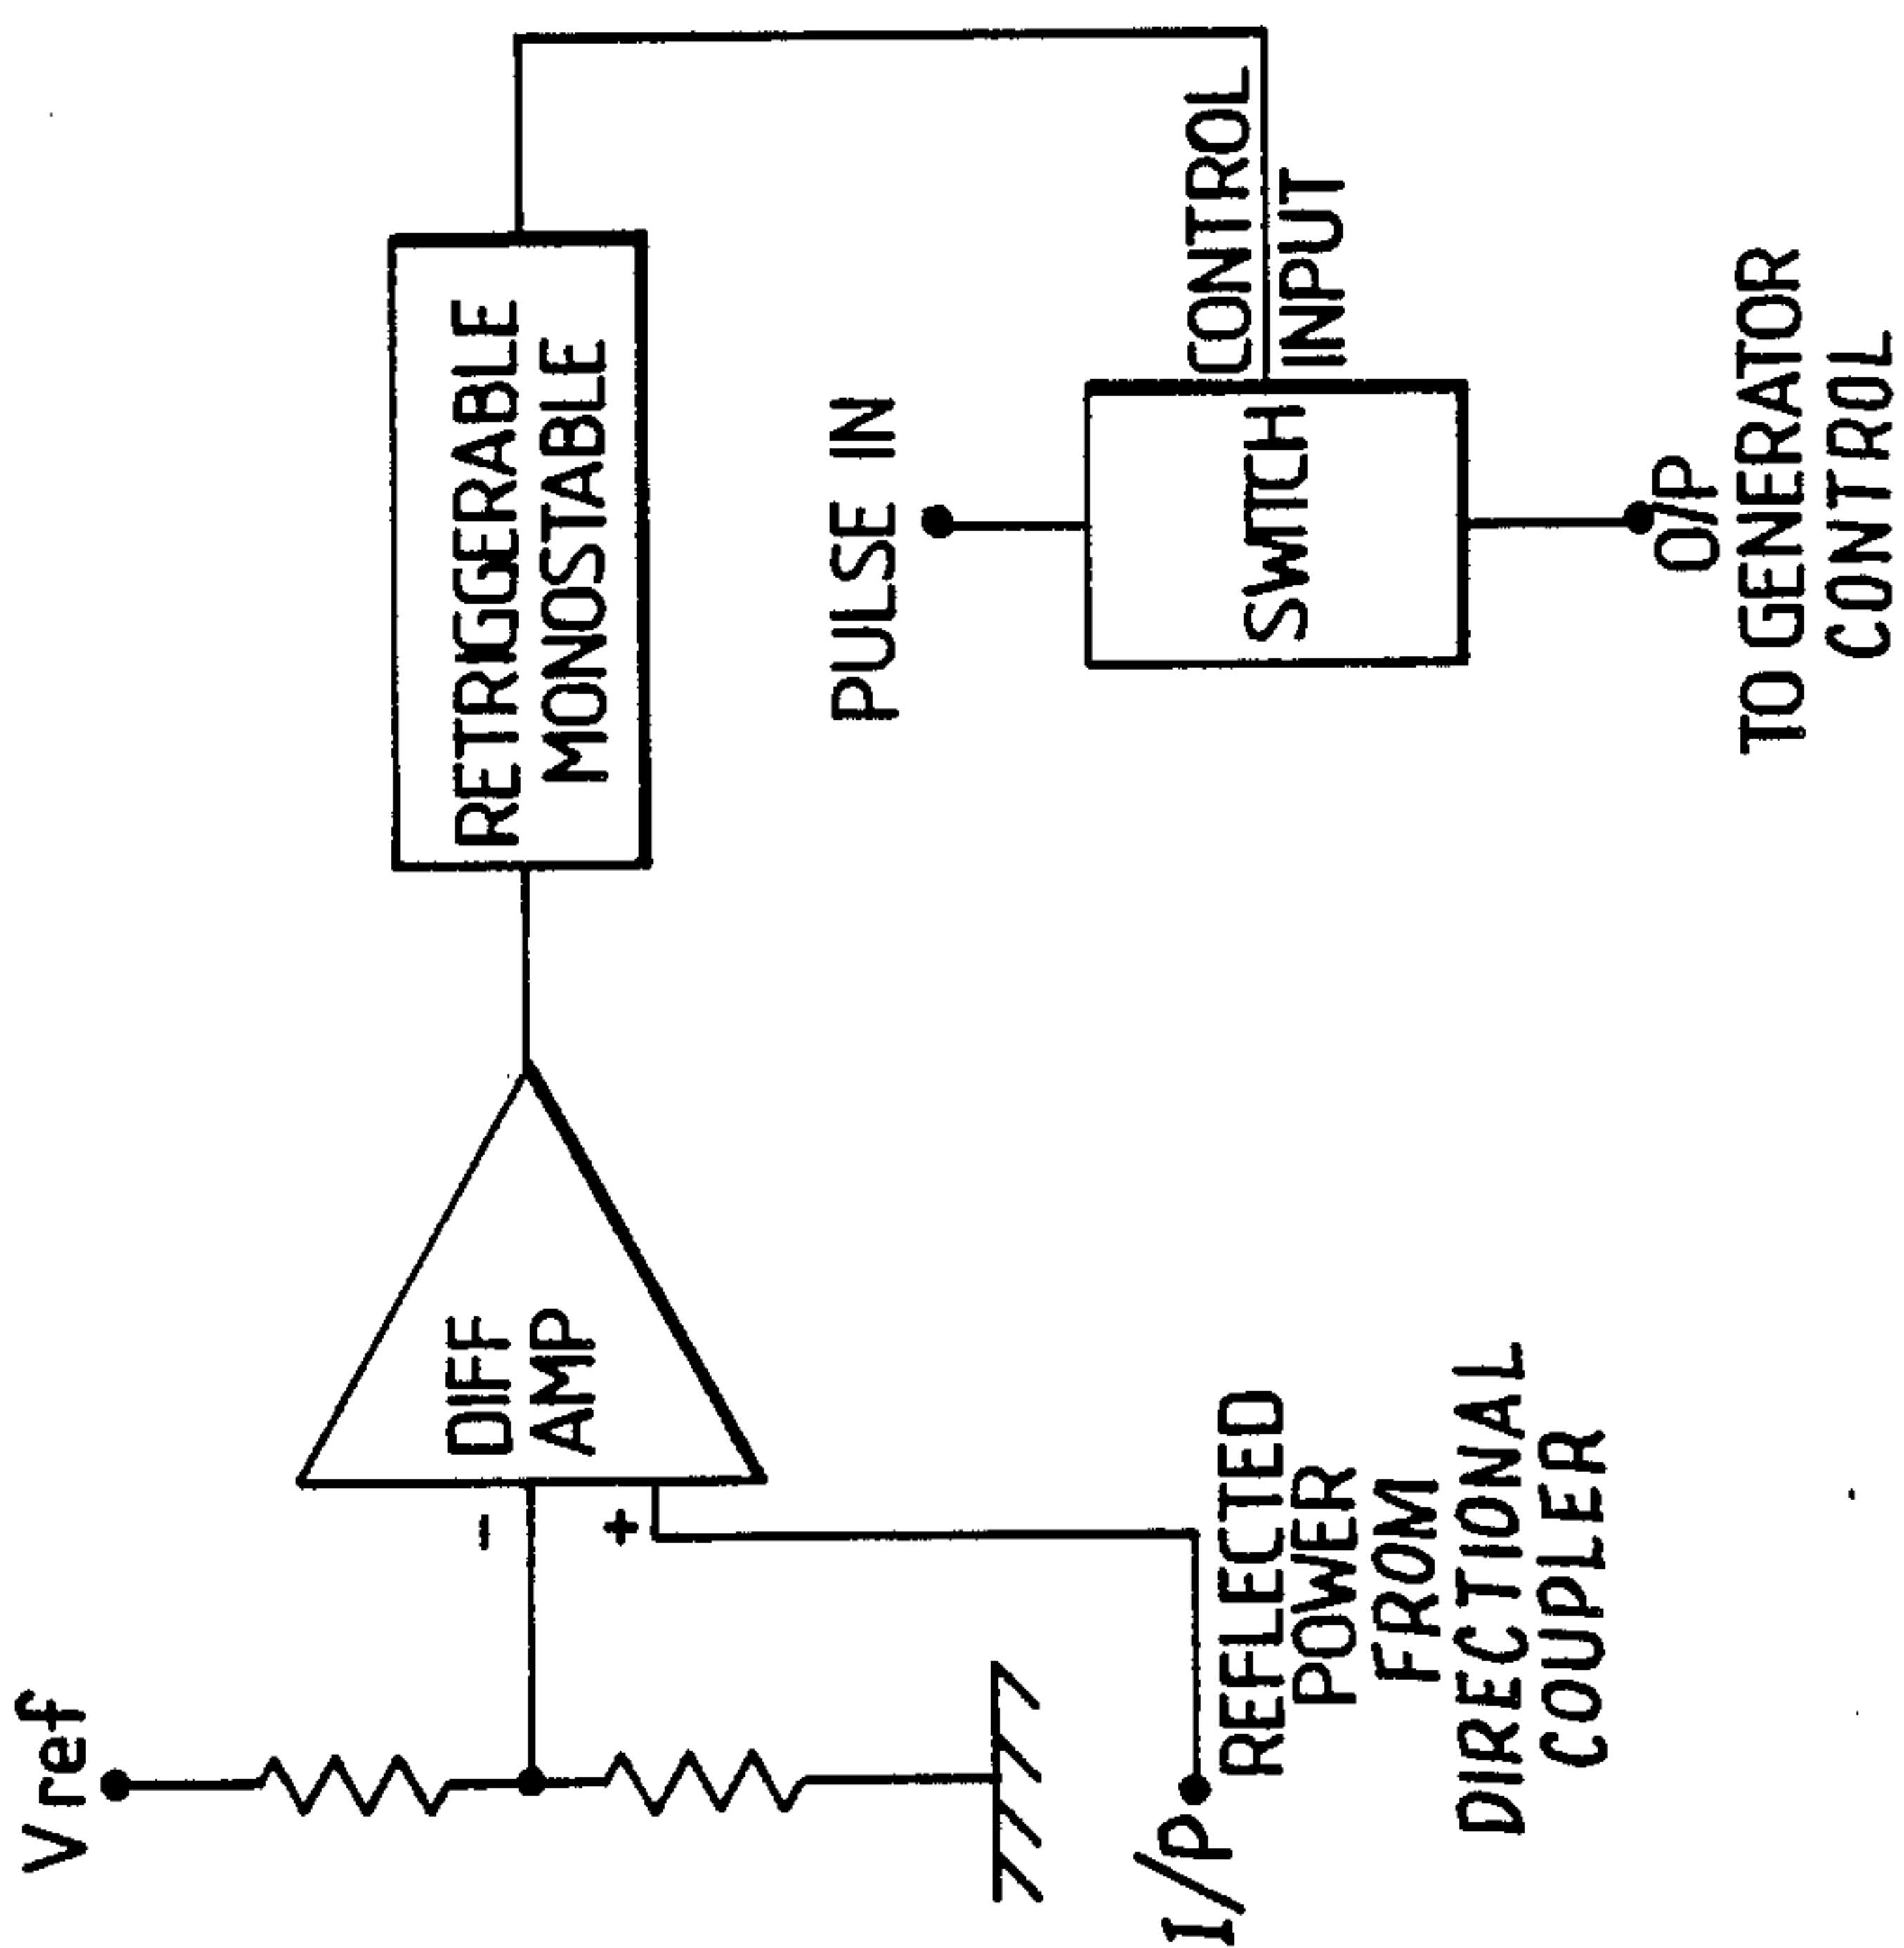 Vref
-
+
DIFF
AMP
RETRIGGERABLE
MONOSTABLE
PULSE IN
SWITCH
CONTROL
INPUT
O/P
TO GENERATOR
CONTROL
I/P
REFLECTED
POWER
FROM
DIRECTIONAL
COUPLER